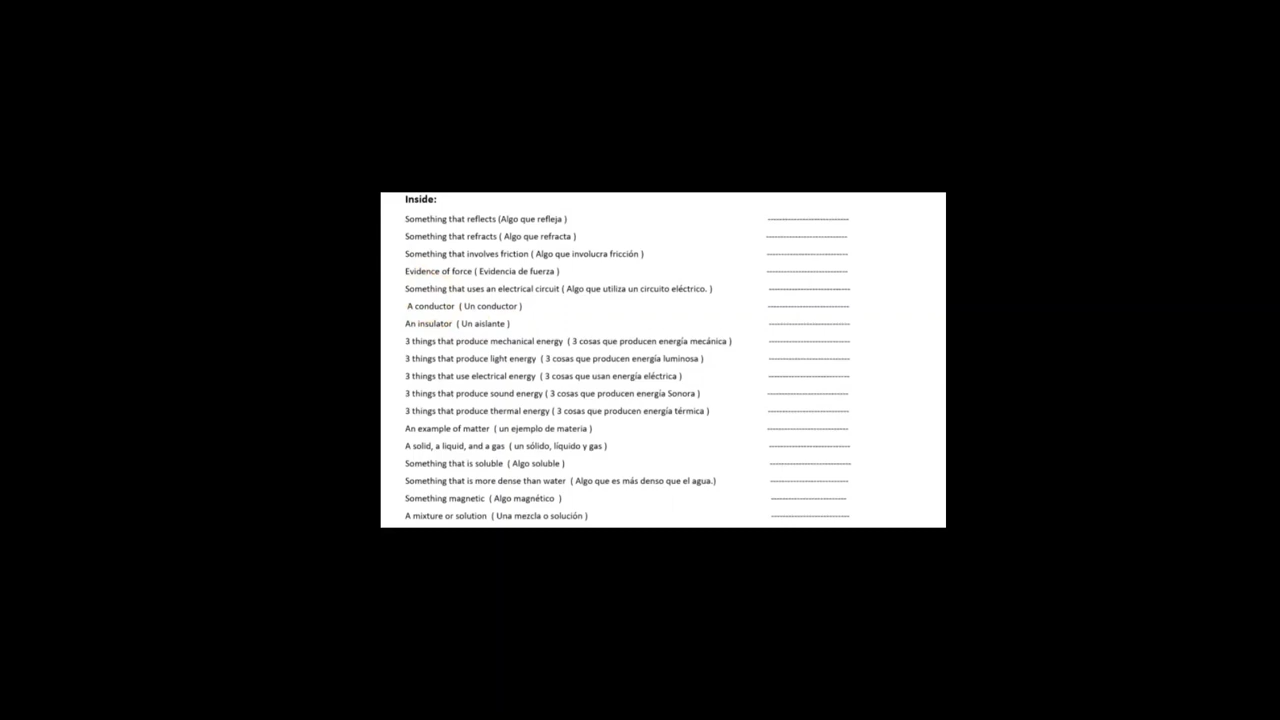 Inside:
Something that reflects (Algo que refleja )
Something that refracts ( Algo que refracta )
Something that involves friction ( Algo que involucra fricción )
Evidence of force ( Evidencia de fuerza )
Something that uses an electrical circuit ( Algo que utiliza un circuito eléctrico. )
A conductor ( Un conductor )
An insulator ( Un aislante )
3 things that produce mechanical energy ( 3 cosas que producen energía mecánica )
3 things that produce light energy ( 3 cosas que producen energía luminosa )
3 things that use electrical energy ( 3 cosas que usan energía eléctrica )
3 things that produce sound energy ( 3 cosas que producen energía Sonora )
3 things that produce thermal energy ( 3 cosas que producen energía térmica )
An example of matter ( un ejemplo de materia )
A solid, a liquid, and a gas ( un sólido, líquido y gas )
Something that is soluble ( Algo soluble )
Something that is more dense than water ( Algo que es más denso que el agua.)
Something magnetic ( Algo magnético )
A mixture or solution ( Una mezcla o solución )